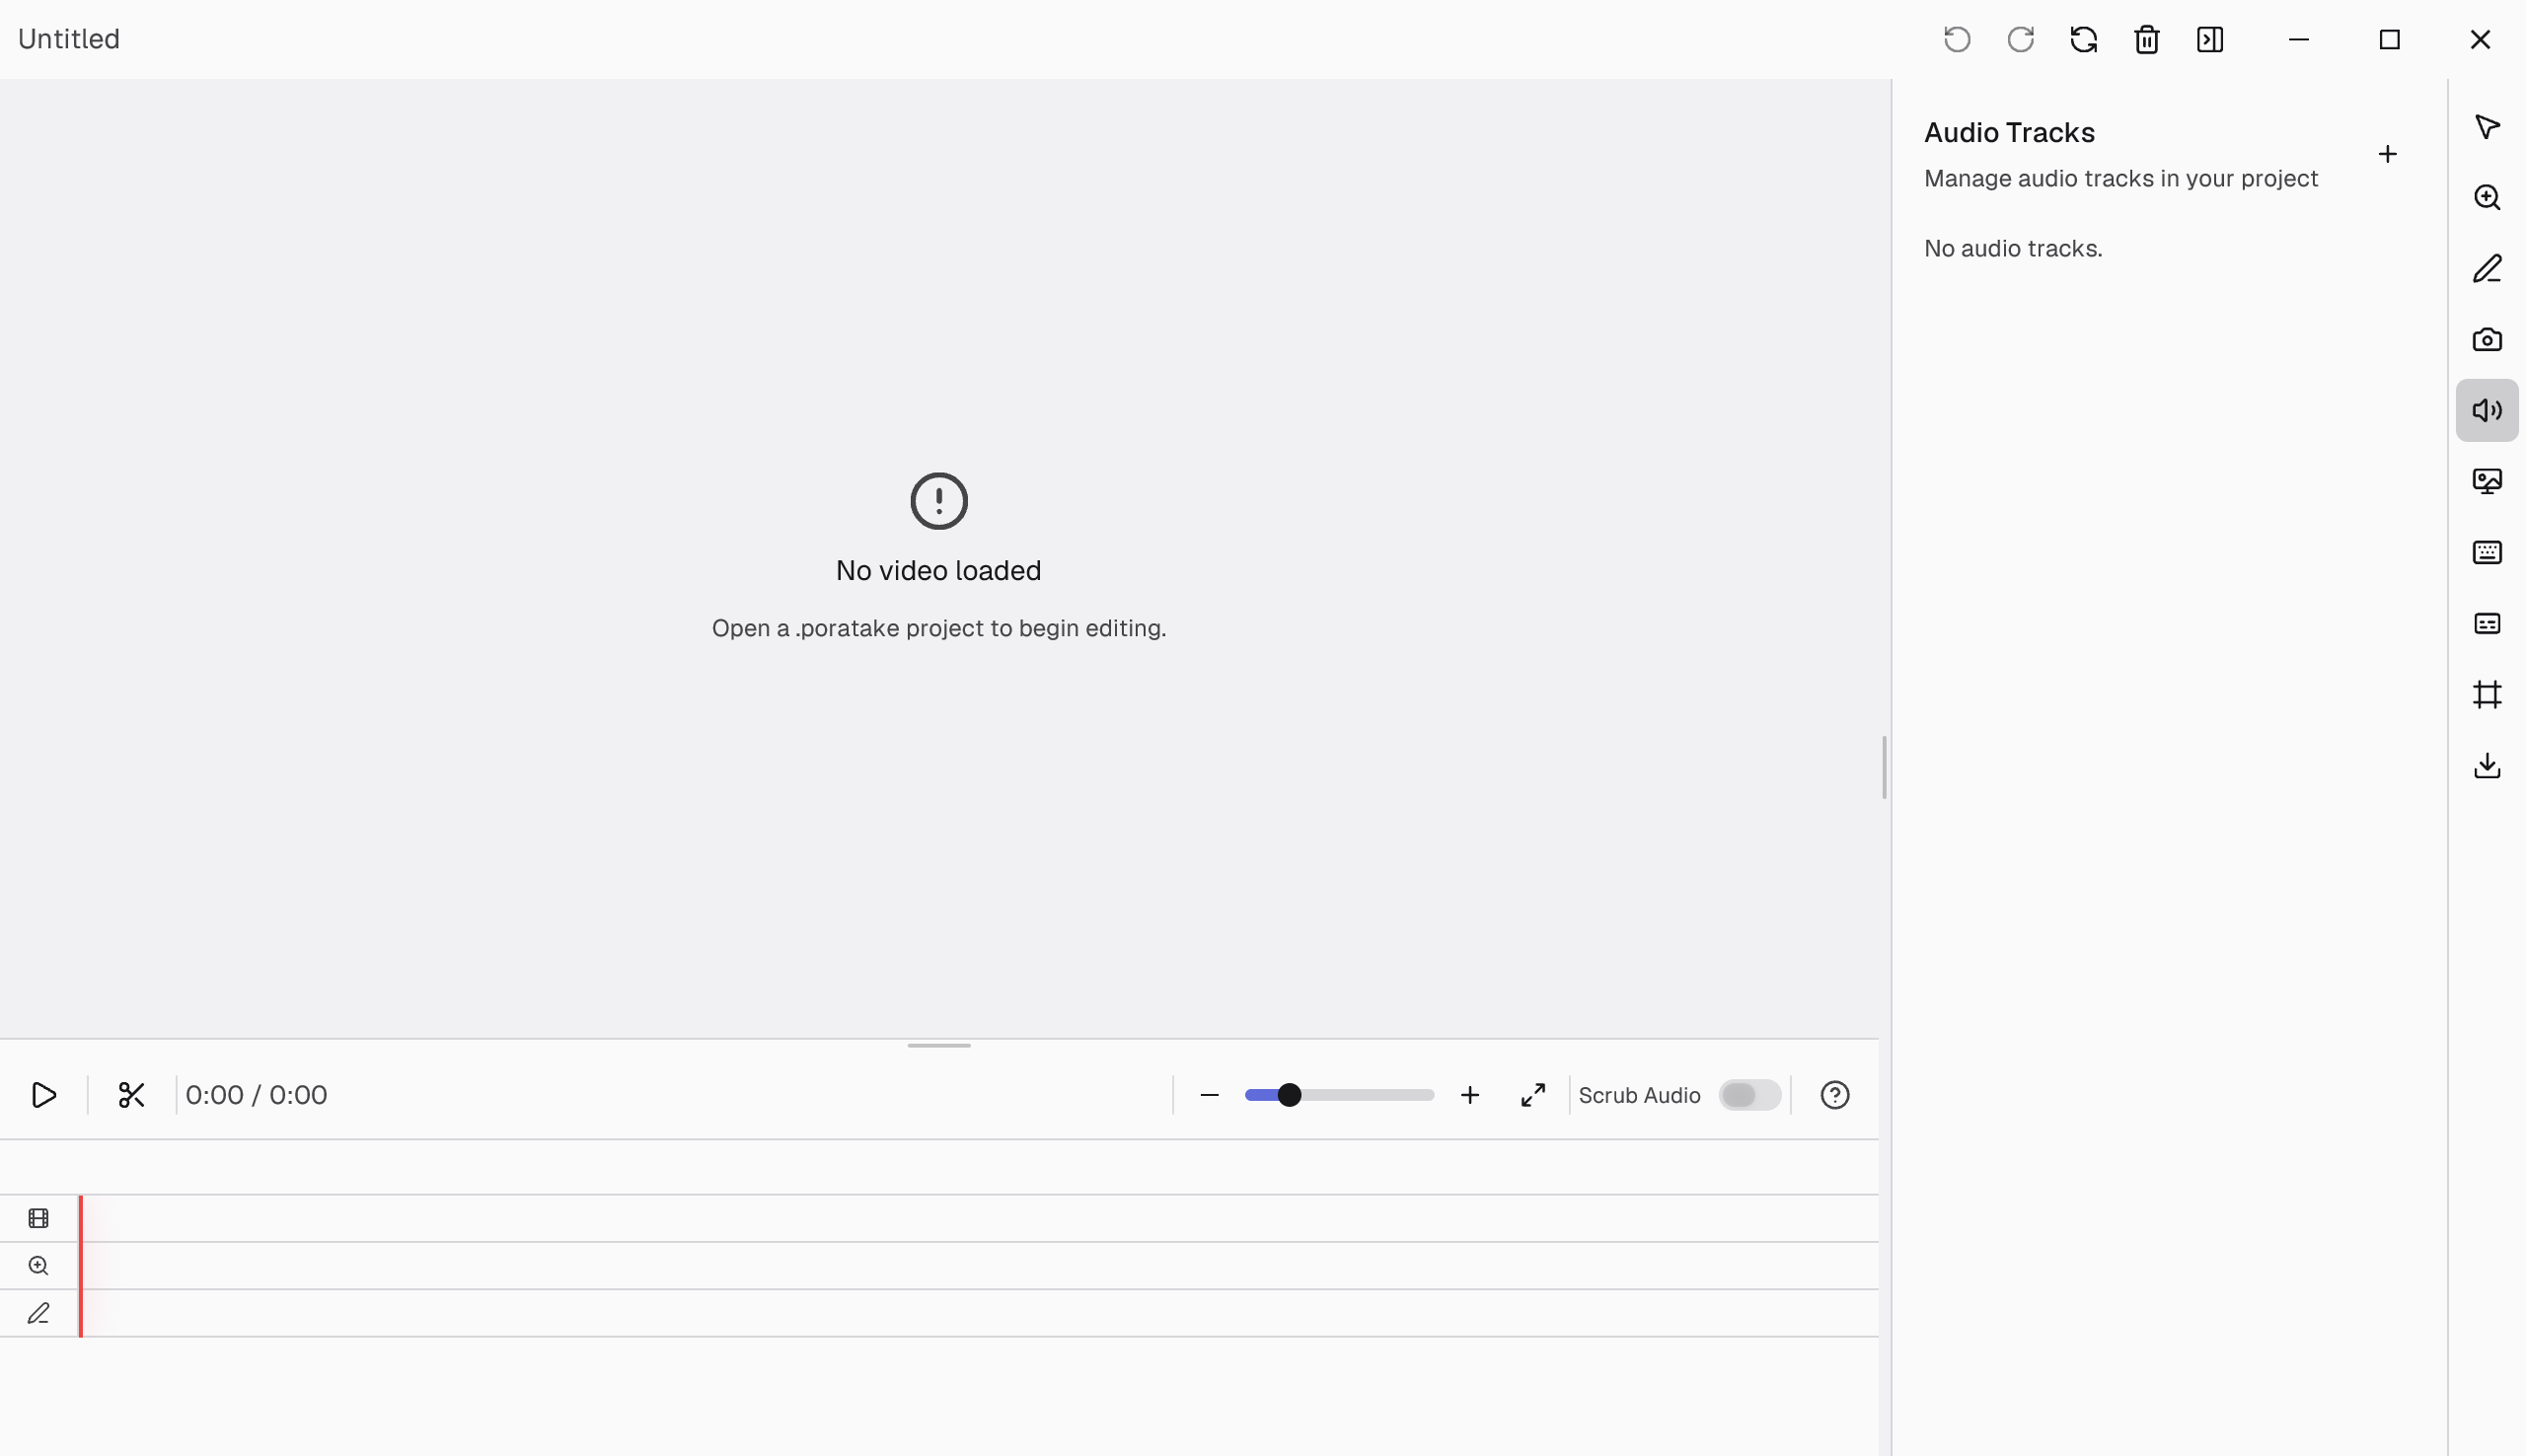 Untitled
Audio Tracks
Manage audio tracks in your project
No audio tracks.
No video loaded
Open a .poratake project to begin editing.
0:00 / 0:00
Scrub Audio